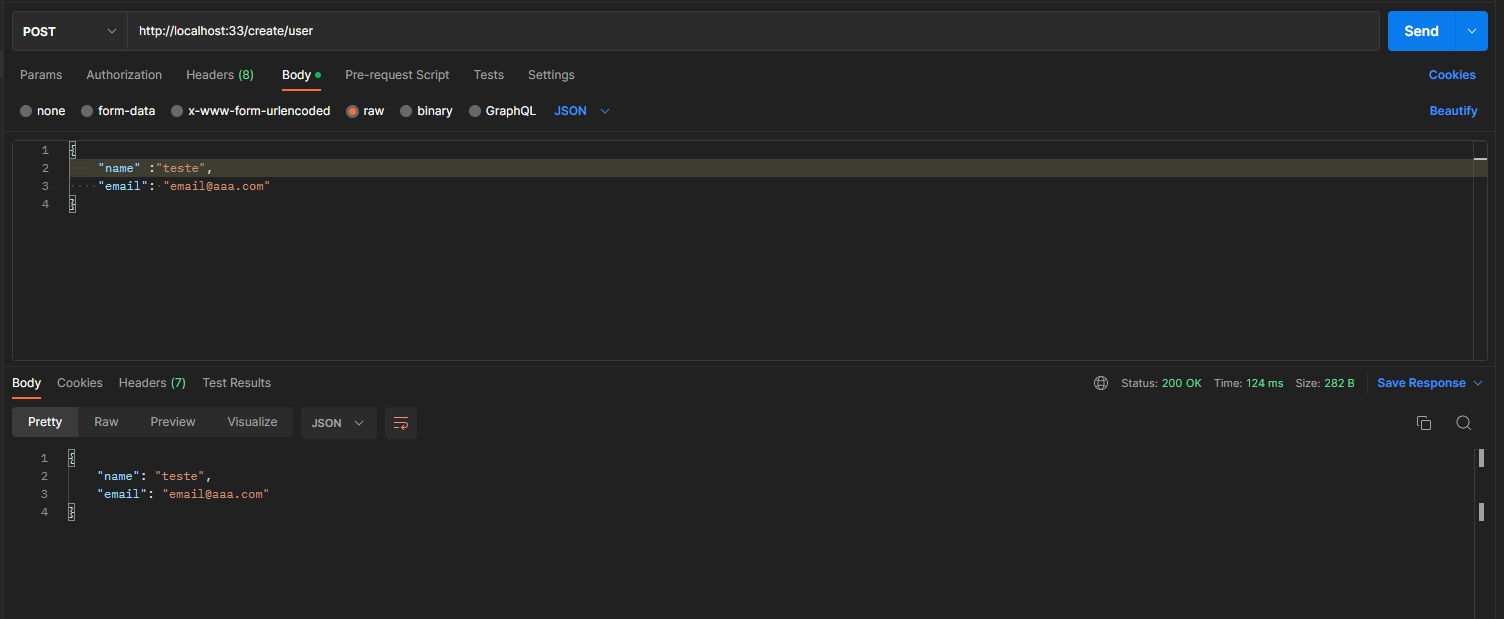 POST http://localhost:33/create/user Send
Params Authorization Headers (8) Body Pre-request Script Tests Settings Cookies
none form-data x-www-form-urlencoded raw binary GraphQL JSON Beautify
1 {
2 "name" :"teste",
3 "email": "email@aaa.com"
4 }
Body Cookies Headers (7) Test Results Status: 200 OK Time: 124 ms Size: 282 B Save Response
Pretty Raw Preview Visualize JSON
1 {
2 "name": "teste",
3 "email": "email@aaa.com"
4 }